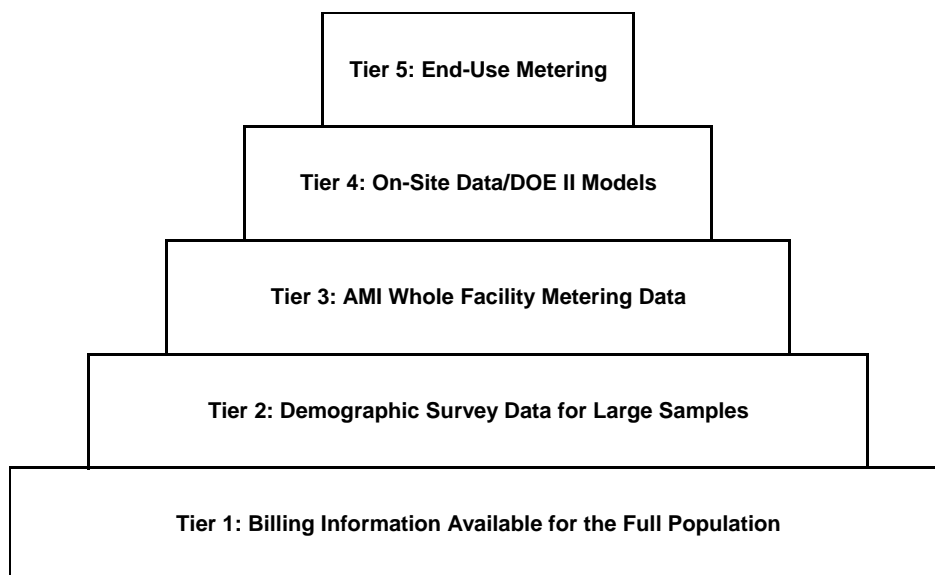 Tier 5: End-Use Metering
Tier 4: On-Site Data/DOE II Models
Tier 3: AMI Whole Facility Metering Data
Tier 2: Demographic Survey Data for Large Samples
Tier 1: Billing Information Available for the Full Population